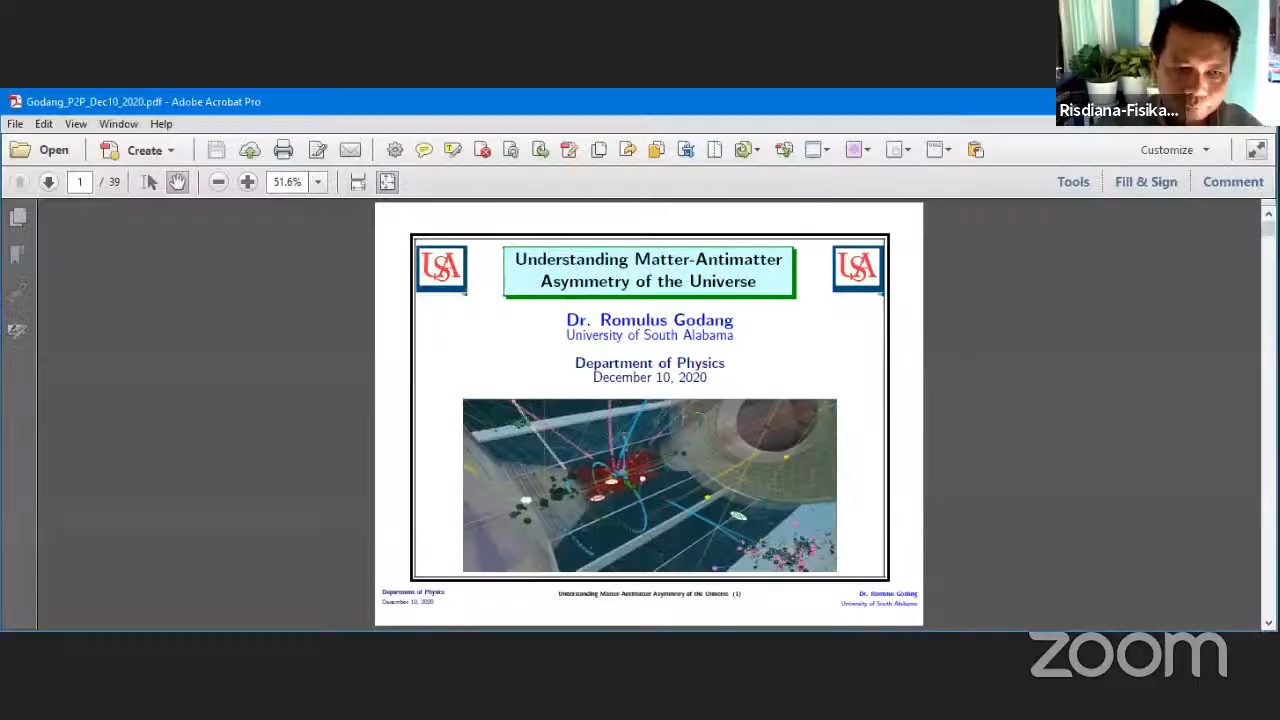 Godang_P2P_Dec10_2020.pdf - Adobe Acrobat Pro
Risdiana-Fisika...
File Edit View Window Help
Open Create Customize
1 / 39 51.6% Tools Fill & Sign Comment
USA
Understanding Matter-Antimatter
Asymmetry of the Universe
USA
Dr. Romulus Godang
University of South Alabama
Department of Physics
December 10, 2020
Department of Physics
December 10, 2020
Understanding Matter-Antimatter Asymmetry of the Universe (1)
Dr. Romulus Godang
University of South Alabama
zoom